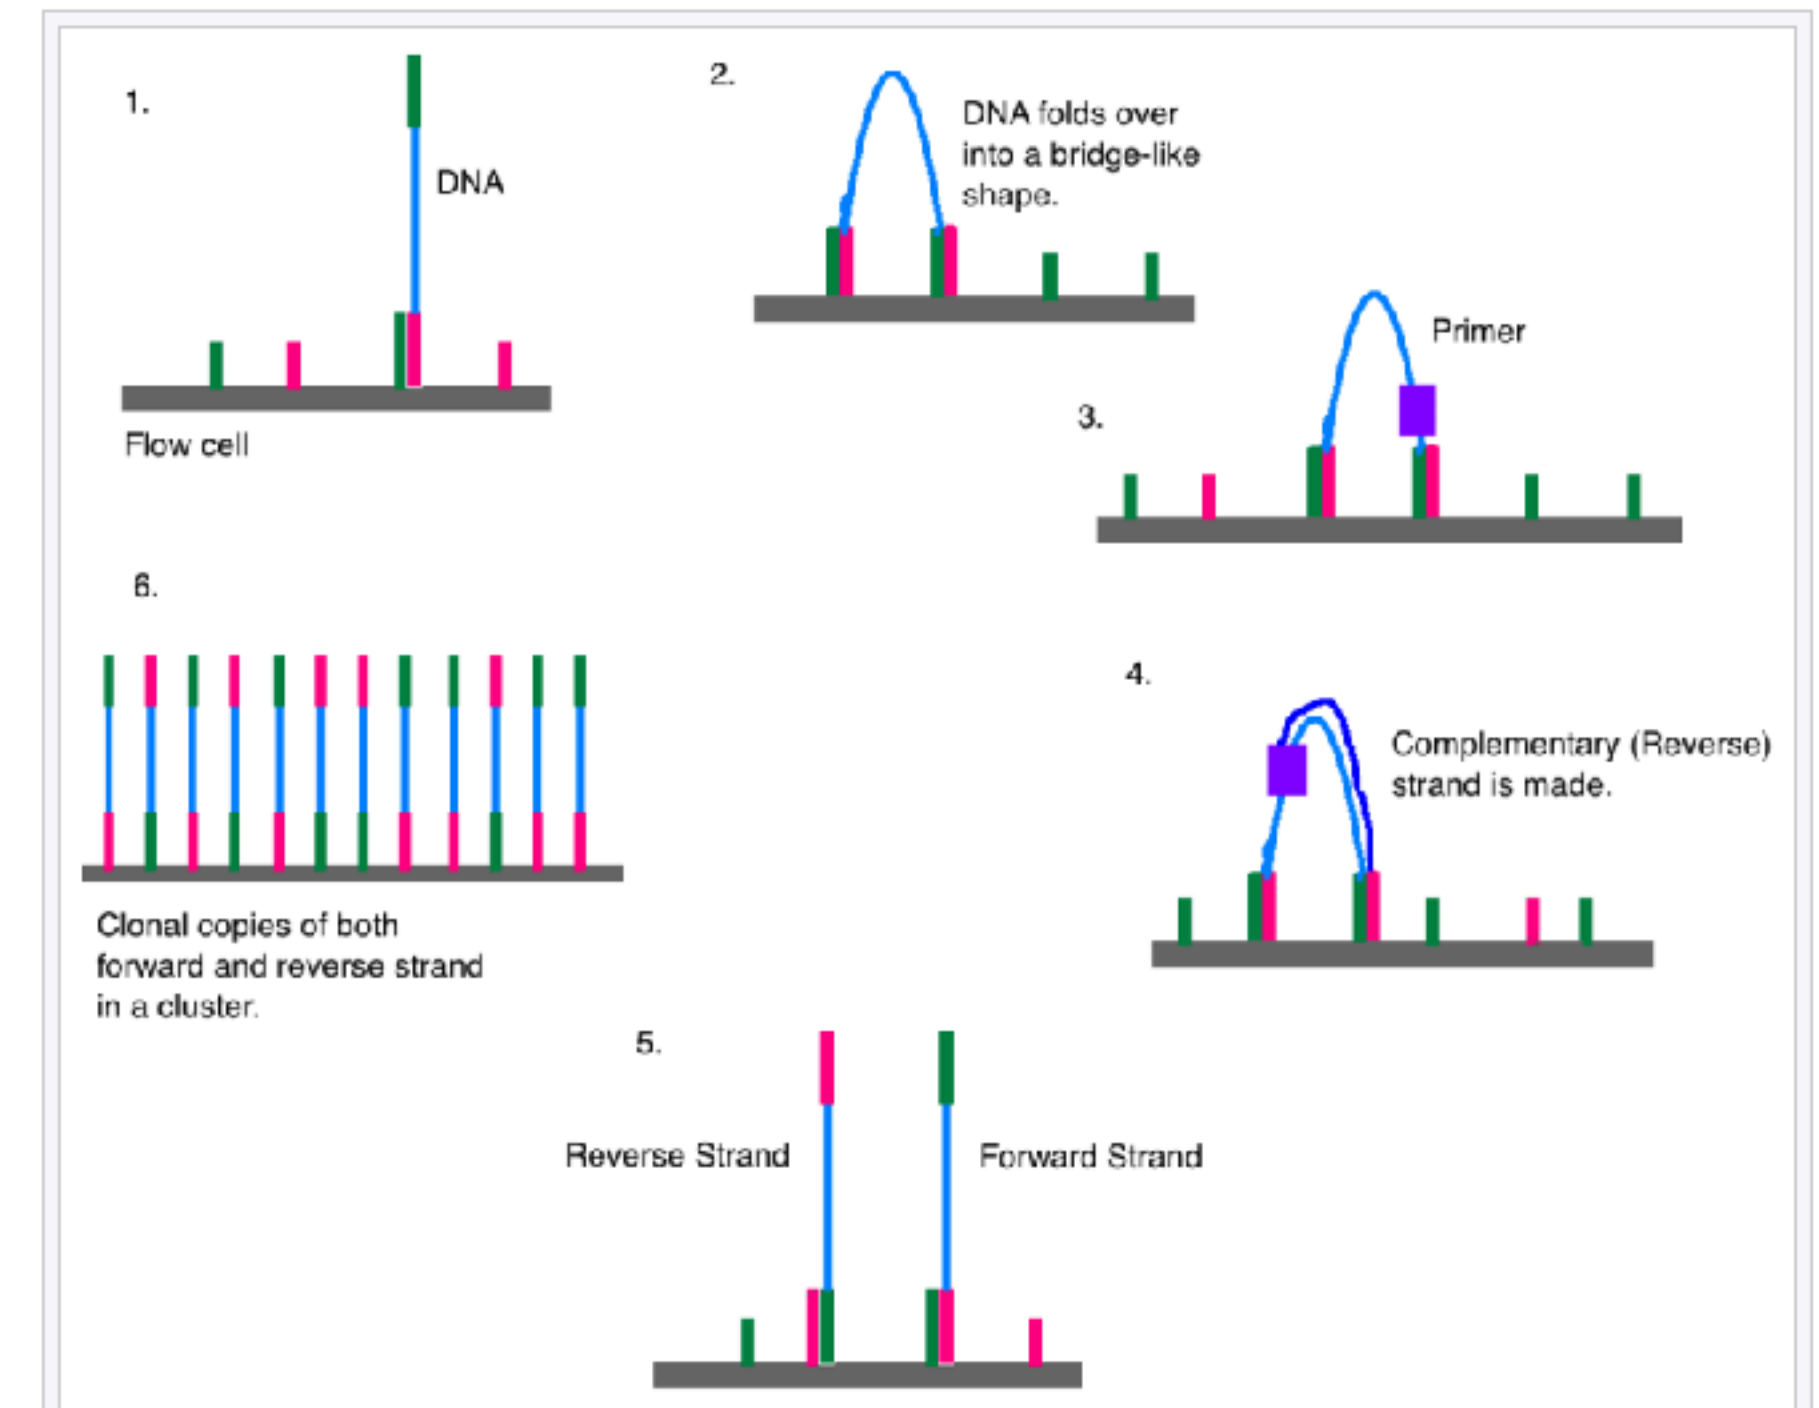 1.
DNA
Flow cell
2.
DNA folds over
into a bridge-like
shape.
3.
Primer
4.
Complementary (Reverse)
strand is made.
5.
Reverse Strand
Forward Strand
6.
Clonal copies of both
forward and reverse strand
in a cluster.